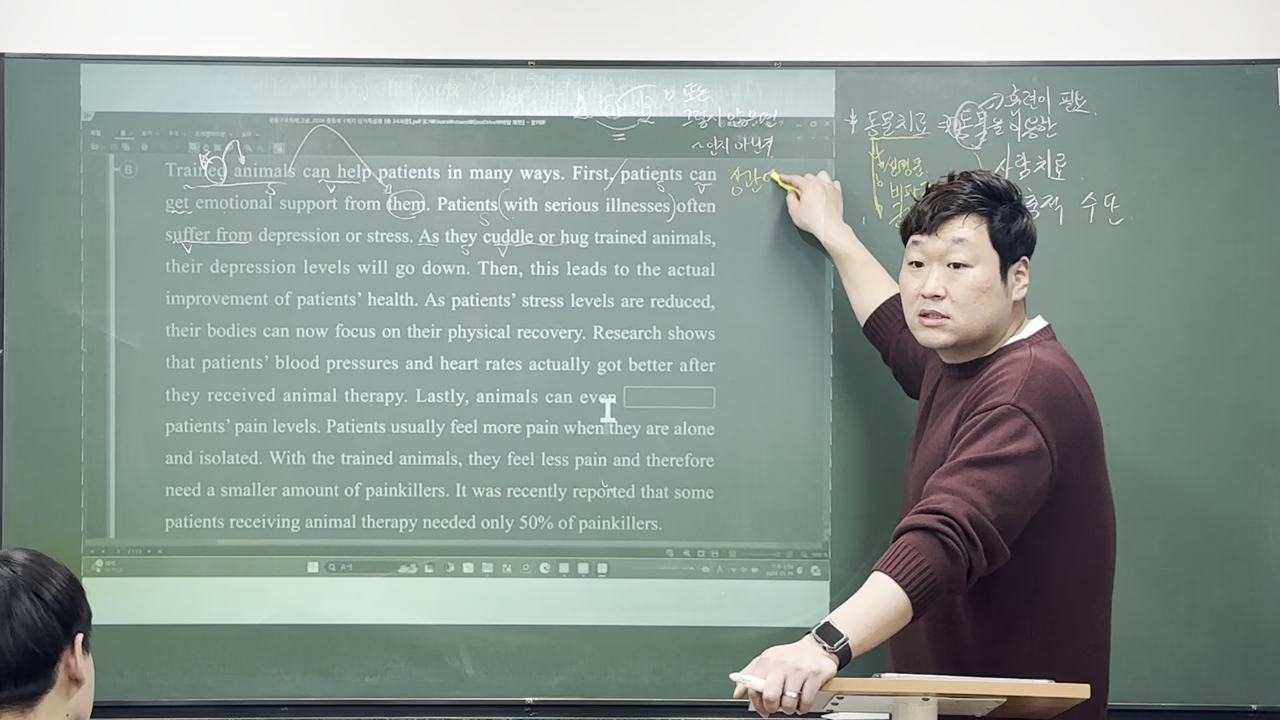 또는
그렇지 않으면,
~인지 아닌지
→ 훈련이 필요
* 동물치료 → 동물을 이용한
사람치료
설명문
수단
B
Trained animals can help patients in many ways. First, patients can
get emotional support from them. Patients (with serious illnesses) often
suffer from depression or stress. As they cuddle or hug trained animals,
their depression levels will go down. Then, this leads to the actual
improvement of patients’ health. As patients’ stress levels are reduced,
their bodies can now focus on their physical recovery. Research shows
that patients’ blood pressures and heart rates actually got better after
they received animal therapy. Lastly, animals can even
patients’ pain levels. Patients usually feel more pain when they are alone
and isolated. With the trained animals, they feel less pain and therefore
need a smaller amount of painkillers. It was recently reported that some
patients receiving animal therapy needed only 50% of painkillers.